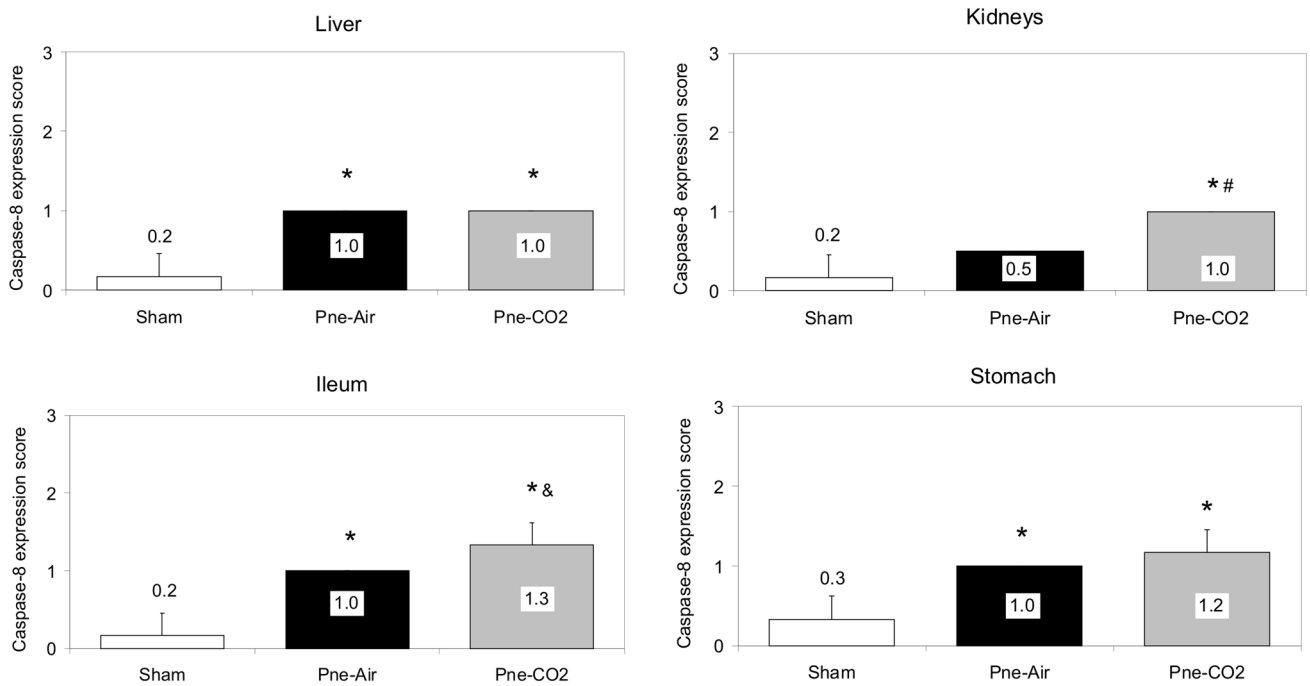 Liver
Caspase-8 expression score
3
2
1
0
0.2
*
1.0
*
1.0
Sham
Pne-Air
Pne-CO2
Kidneys
Caspase-8 expression score
3
2
1
0
0.2
0.5
* #
1.0
Sham
Pne-Air
Pne-CO2
Ileum
Caspase-8 expression score
3
2
1
0
0.2
*
1.0
* &
1.3
Sham
Pne-Air
Pne-CO2
Stomach
Caspase-8 expression score
3
2
1
0
0.3
*
1.0
*
1.2
Sham
Pne-Air
Pne-CO2